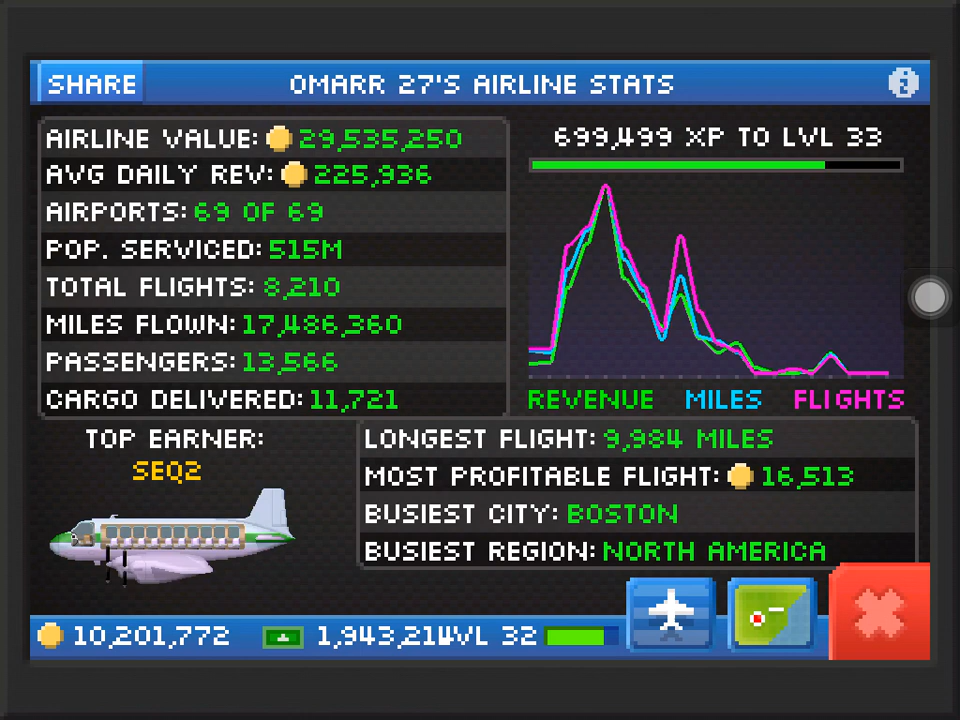 SHARE
OMARR 27'S AIRLINE STATS
AIRLINE VALUE: 29,535,250
AVG DAILY REV: 225,936
AIRPORTS: 69 OF 69
POP. SERVICED: 515M
TOTAL FLIGHTS: 8,210
MILES FLOWN: 17,486,360
PASSENGERS: 13,566
CARGO DELIVERED: 11,721
699,499 XP TO LVL 33
REVENUE MILES FLIGHTS
TOP EARNER:
SEQ2
LONGEST FLIGHT: 9,984 MILES
MOST PROFITABLE FLIGHT: 16,513
BUSIEST CITY: BOSTON
BUSIEST REGION: NORTH AMERICA
10,201,772 LVL 32